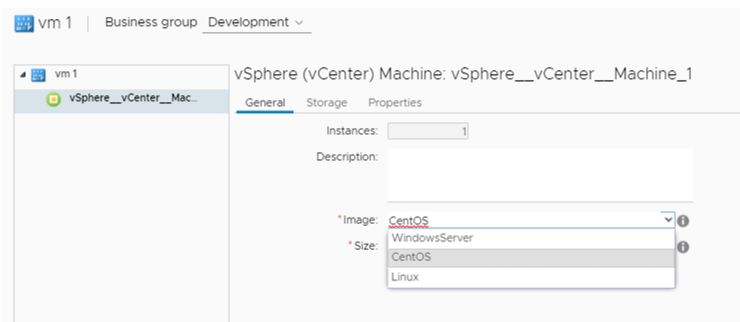 vm 1 Business group Development
vm 1
vSphere__vCenter__Mac...
vSphere (vCenter) Machine: vSphere__vCenter__Machine_1
General Storage Properties
Instances: 1
Description:
*Image: CentOS
WindowsServer
*Size:
CentOS
Linux